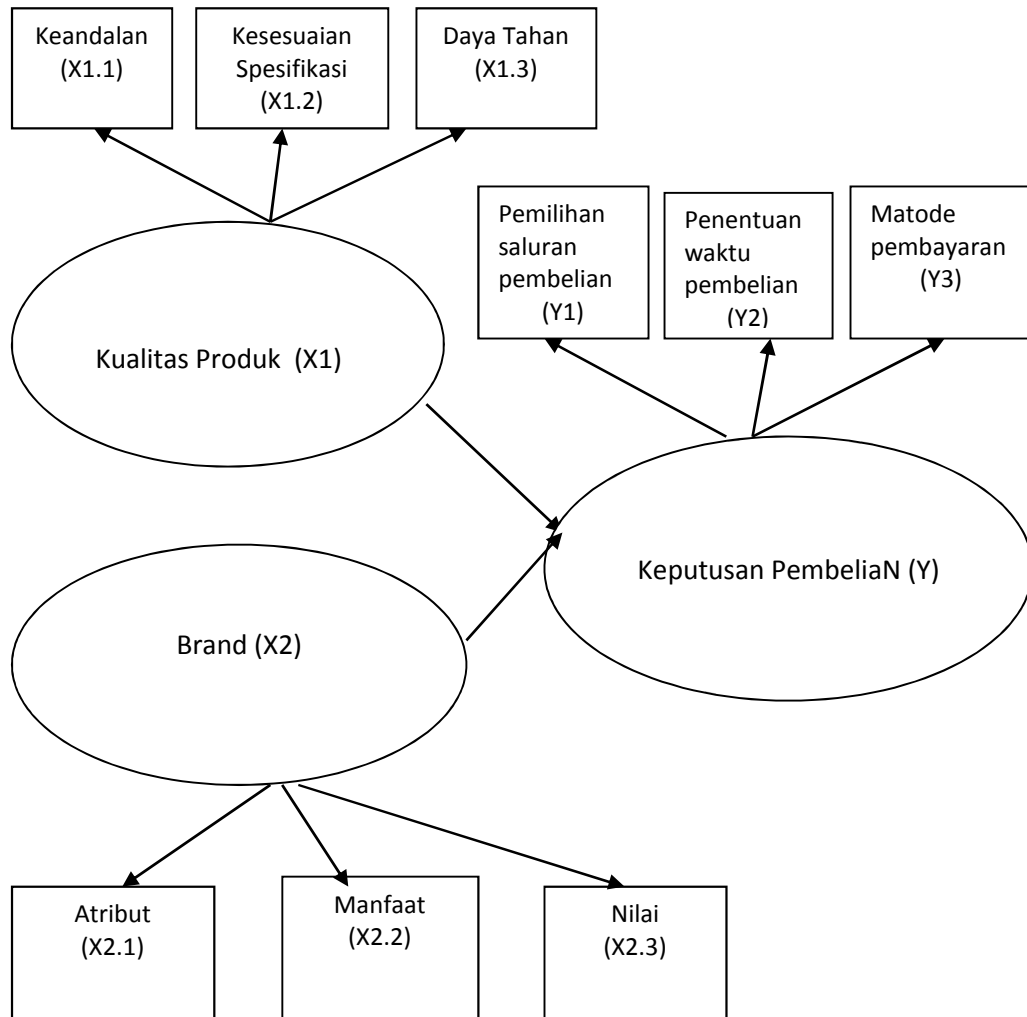 Keandalan
(X1.1)
Kesesuaian
Spesifikasi
(X1.2)
Daya Tahan
(X1.3)
Pemilihan
saluran
pembelian
(Y1)
Penentuan
waktu
pembelian
(Y2)
Matode
pembayaran
(Y3)
Kualitas Produk (X1)
Keputusan PembeliaN (Y)
Brand (X2)
Atribut
(X2.1)
Manfaat
(X2.2)
Nilai
(X2.3)